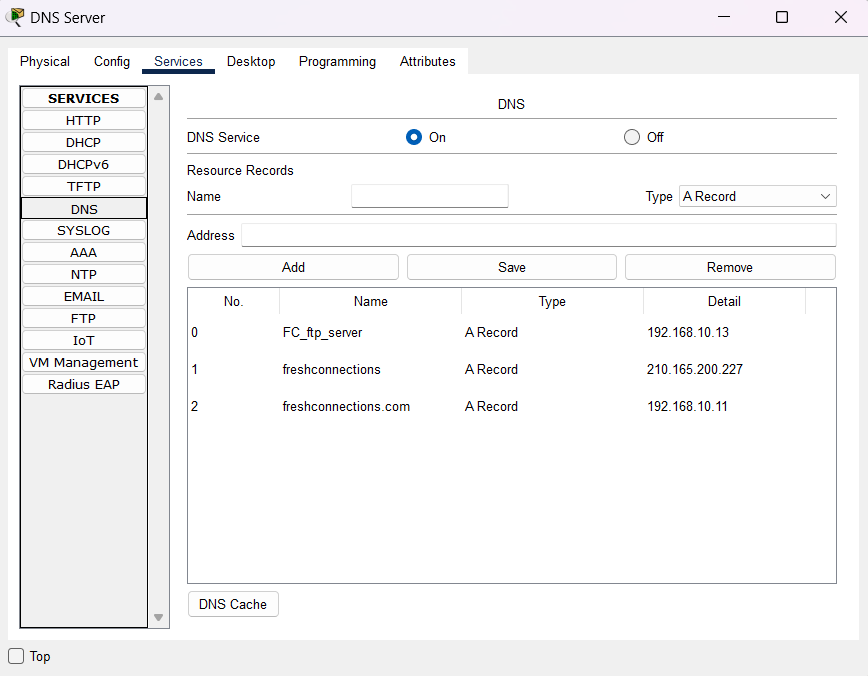 DNS Server
Physical Config Services Desktop Programming Attributes
SERVICES
HTTP
DHCP
DHCPv6
TFTP
DNS
SYSLOG
AAA
NTP
EMAIL
FTP
IoT
VM Management
Radius EAP
DNS
DNS Service On Off
Resource Records
Name Type A Record
Address
Add Save Remove
No. Name Type Detail
0 FC_ftp_server A Record 192.168.10.13
1 freshconnections A Record 210.165.200.227
2 freshconnections.com A Record 192.168.10.11
DNS Cache
Top